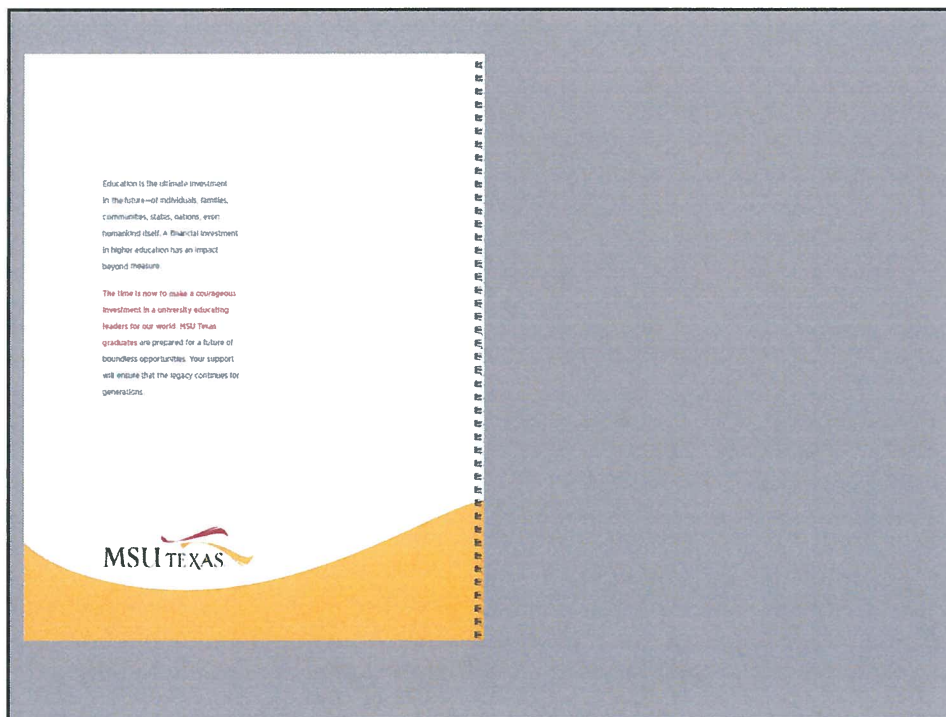 Education is the ultimate investment
in the future—of individuals, families,
communities, states, nations, even
humankind itself. A financial investment
in higher education has an impact
beyond measure.
The time is now to make a courageous
investment in a university educating
leaders for our world. MSU Texas
graduates are prepared for a future of
boundless opportunities. Your support
will ensure that the legacy continues for
generations.
MSU TEXAS